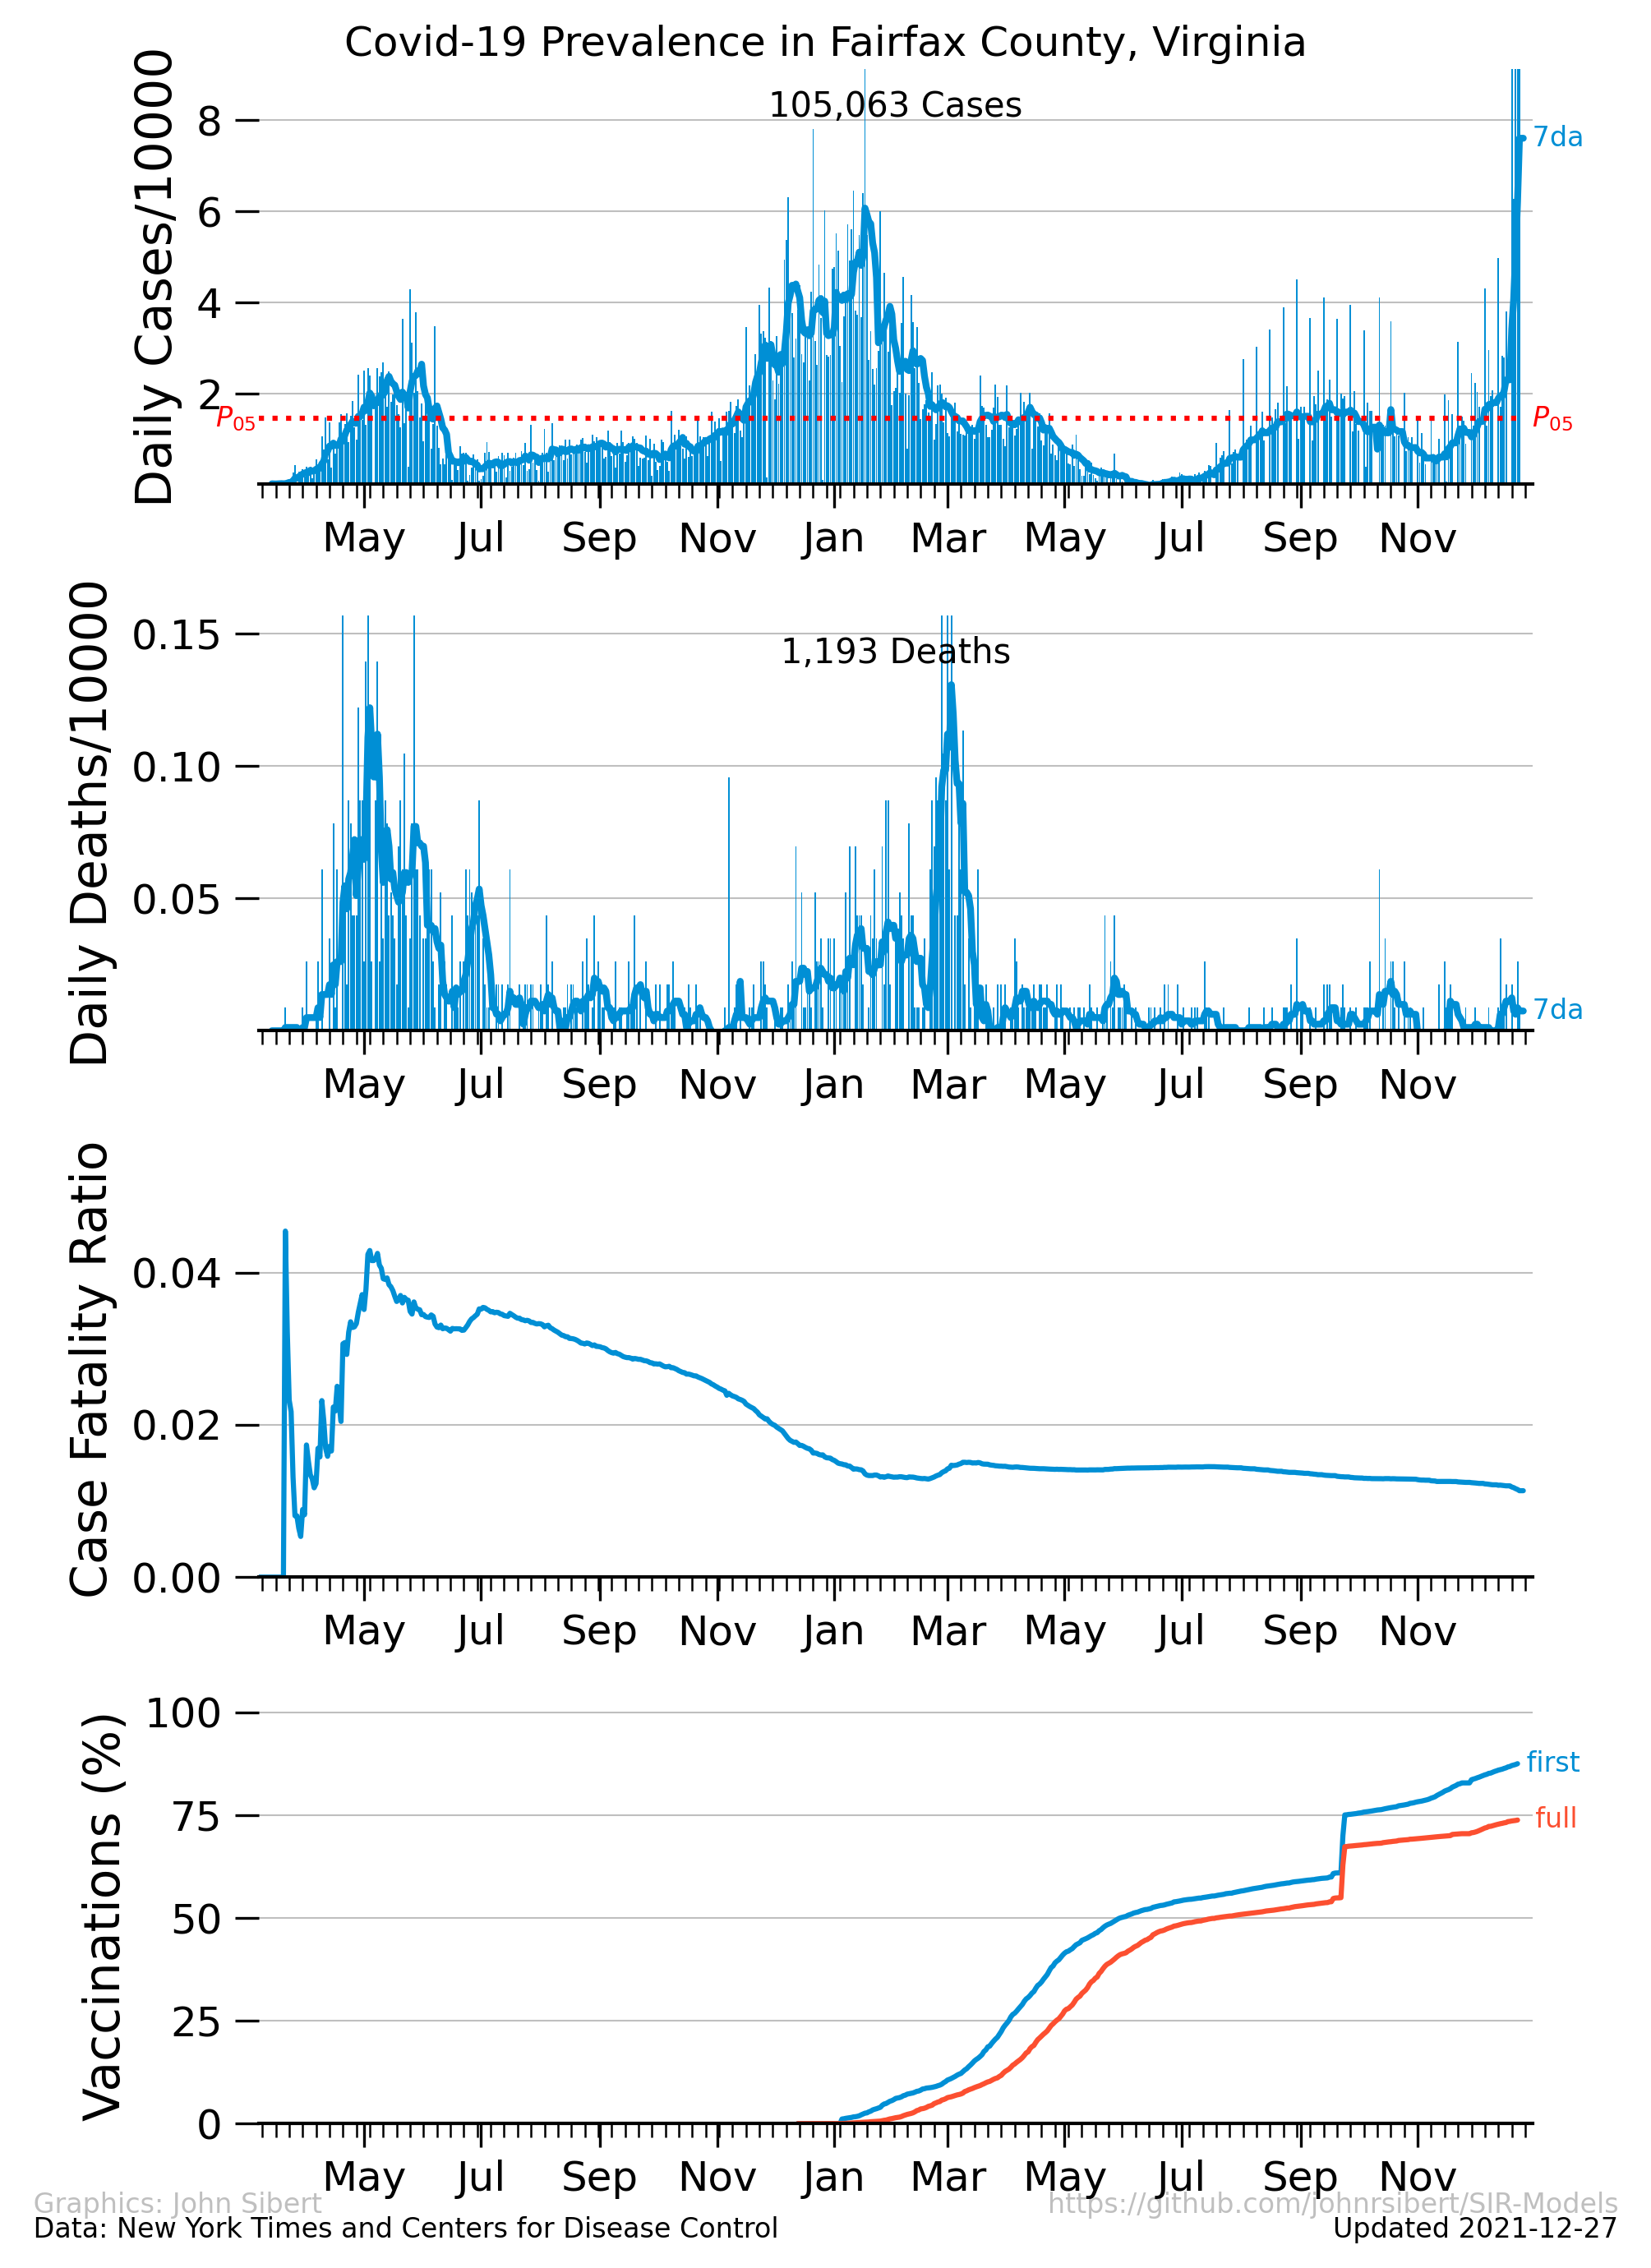 Covid-19 Prevalence in Fairfax County, Virginia
Daily Cases/10000
105,063 Cases
8
6
4
2
P05
P05
7da
May Jul Sep Nov Jan Mar May Jul Sep Nov
Daily Deaths/10000
1,193 Deaths
0.15
0.10
0.05
7da
May Jul Sep Nov Jan Mar May Jul Sep Nov
Case Fatality Ratio
0.04
0.02
0.00
May Jul Sep Nov Jan Mar May Jul Sep Nov
Vaccinations (%)
100
75
50
25
0
first
full
May Jul Sep Nov Jan Mar May Jul Sep Nov
Graphics: John Sibert
https://github.com/johnrsibert/SIR-Models
Data: New York Times and Centers for Disease Control
Updated 2021-12-27